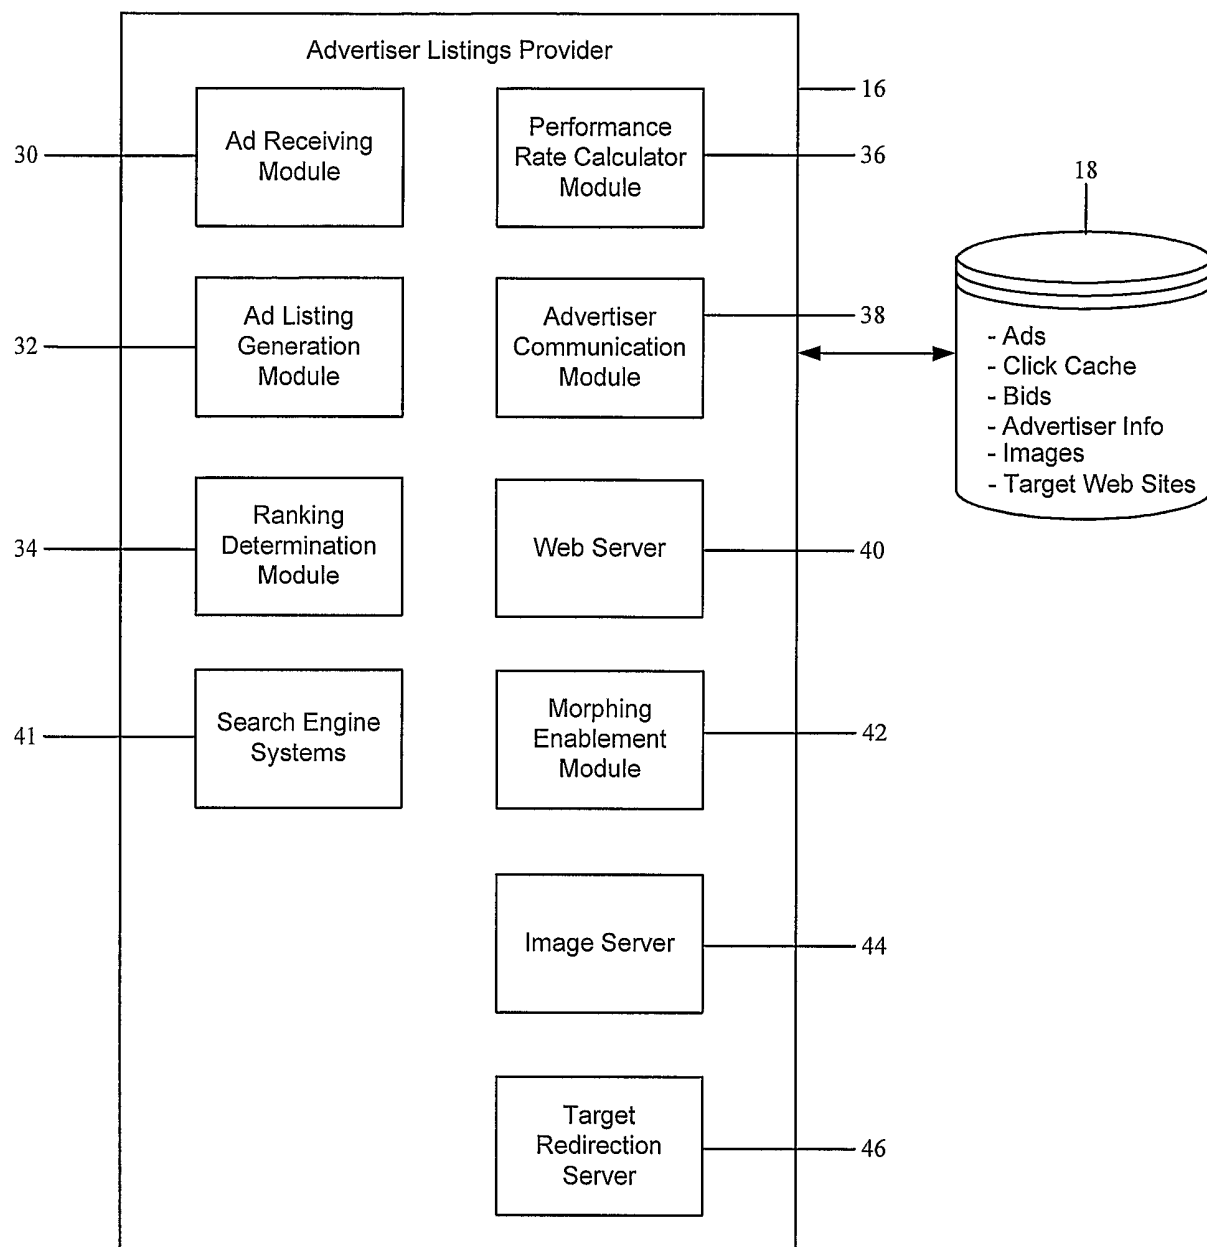 Advertiser Listings Provider
16
30
Ad Receiving
Module
Performance
Rate Calculator
Module
36
18
32
Ad Listing
Generation
Module
Advertiser
Communication
Module
38
- Ads
- Click Cache
- Bids
- Advertiser Info
- Images
- Target Web Sites
34
Ranking
Determination
Module
Web Server
40
41
Search Engine
Systems
Morphing
Enablement
Module
42
Image Server
44
Target
Redirection
Server
46